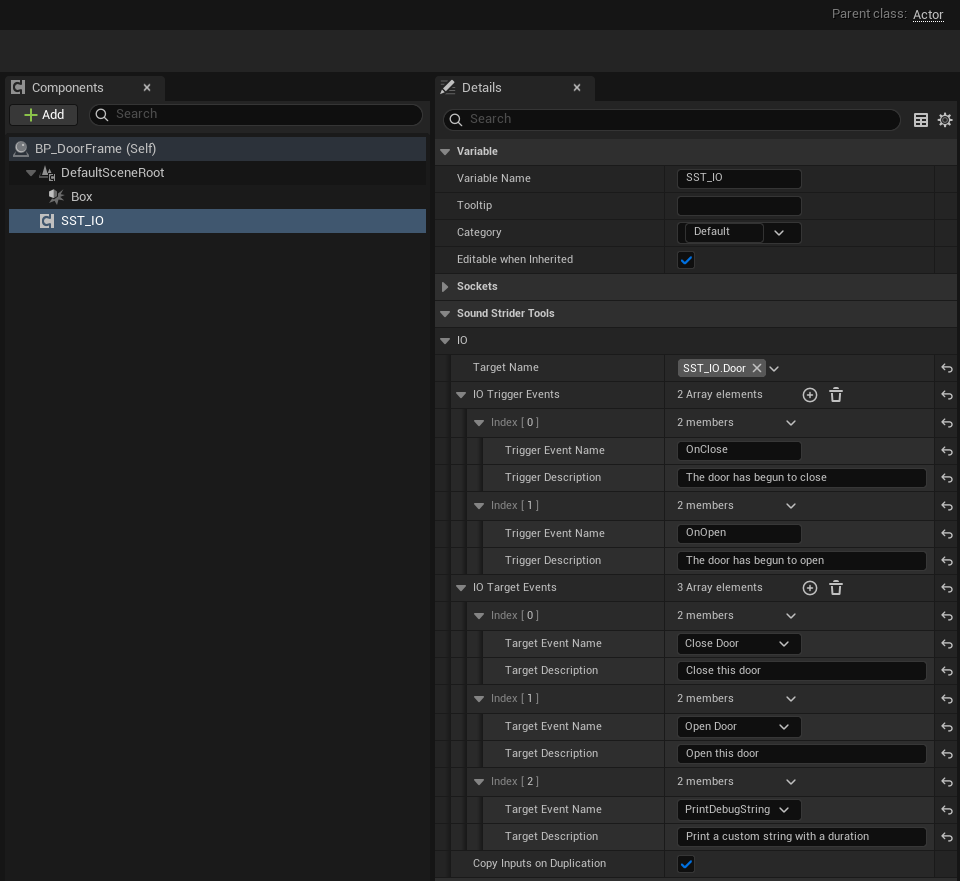 Parent class: Actor
Components
Add
Search
BP_DoorFrame (Self)
DefaultSceneRoot
Box
SST_IO
Details
Search
Variable
Variable Name SST_IO
Tooltip
Category Default
Editable when Inherited
Sockets
Sound Strider Tools
IO
Target Name SST_IO.Door
IO Trigger Events 2 Array elements
Index [ 0 ] 2 members
Trigger Event Name OnClose
Trigger Description The door has begun to close
Index [ 1 ] 2 members
Trigger Event Name OnOpen
Trigger Description The door has begun to open
IO Target Events 3 Array elements
Index [ 0 ] 2 members
Target Event Name Close Door
Target Description Close this door
Index [ 1 ] 2 members
Target Event Name Open Door
Target Description Open this door
Index [ 2 ] 2 members
Target Event Name PrintDebugString
Target Description Print a custom string with a duration
Copy Inputs on Duplication